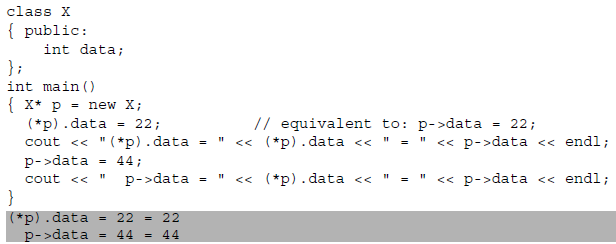 class X
{ public:
    int data;
};
int main()
{ X* p = new X;
  (*p).data = 22;          // equivalent to: p->data = 22;
  cout << "(*p).data = " << (*p).data << " = " << p->data << endl;
  p->data = 44;
  cout << "  p->data = " << (*p).data << " = " << p->data << endl;
}
(*p).data = 22 = 22
  p->data = 44 = 44